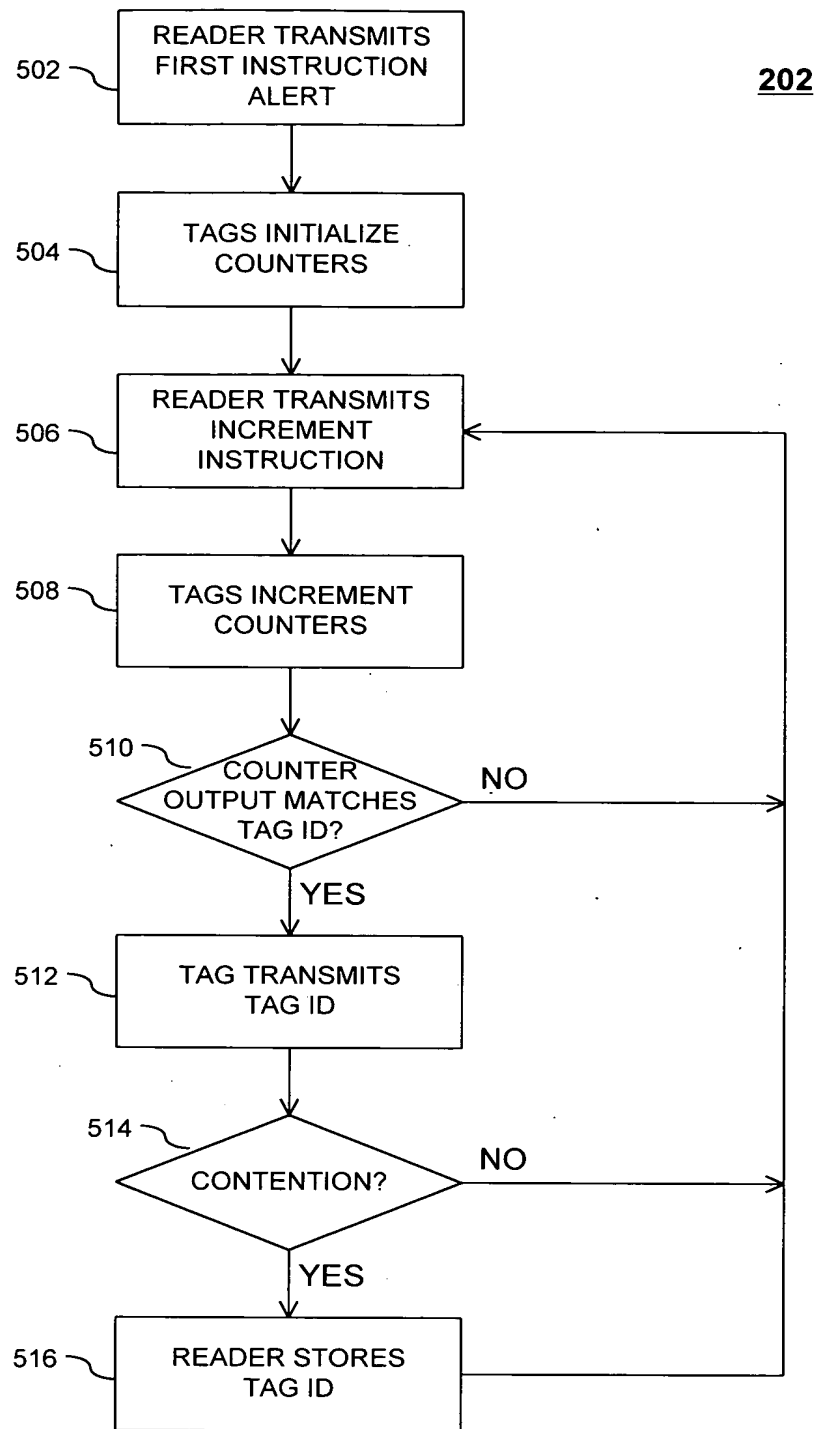 READER TRANSMITS
FIRST INSTRUCTION
ALERT
502
202
TAGS INITIALIZE
COUNTERS
504
READER TRANSMITS
INCREMENT
INSTRUCTION
506
TAGS INCREMENT
COUNTERS
508
510
COUNTER
OUTPUT MATCHES
TAG ID?
NO
YES
TAG TRANSMITS
TAG ID
512
514
CONTENTION?
NO
YES
READER STORES
TAG ID
516